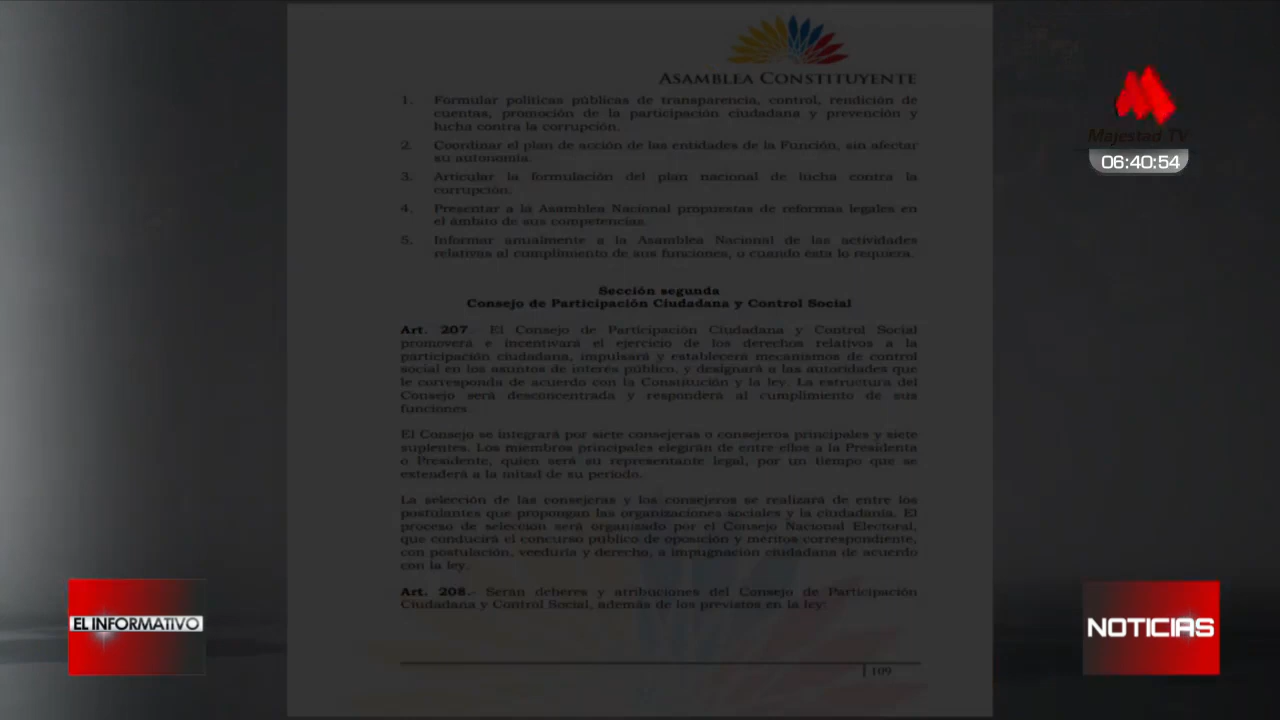 ASAMBLEA CONSTITUYENTE
1. Formular políticas públicas de transparencia, control, rendición de
cuentas, promoción de la participación ciudadana y prevención y
lucha contra la corrupción.
2. Coordinar el plan de acción de las entidades de la Función, sin afectar
su autonomía.
3. Articular la formulación del plan nacional de lucha contra la
corrupción.
4. Presentar a la Asamblea Nacional propuestas de reformas legales en
el ámbito de sus competencias.
5. Informar anualmente a la Asamblea Nacional de las actividades
relativas al cumplimiento de sus funciones, o cuando ésta lo requiera.
Sección segunda
Consejo de Participación Ciudadana y Control Social
Art. 207.- El Consejo de Participación Ciudadana y Control Social
promoverá e incentivará el ejercicio de los derechos relativos a la
participación ciudadana, impulsará y establecerá mecanismos de control
social en los asuntos de interés público, y designará a las autoridades que
le corresponda de acuerdo con la Constitución y la ley. La estructura del
Consejo será desconcentrada y responderá al cumplimiento de sus
funciones.
El Consejo se integrará por siete consejeras o consejeros principales y siete
suplentes. Los miembros principales elegirán de entre ellos a la Presidenta
o Presidente, quien será su representante legal, por un tiempo que se
extenderá a la mitad de su período.
La selección de las consejeras y los consejeros se realizará de entre los
postulantes que propongan las organizaciones sociales y la ciudadanía. El
proceso de selección será organizado por el Consejo Nacional Electoral,
que conducirá el concurso público de oposición y méritos correspondiente,
con postulación, veeduría y derecho, a impugnación ciudadana de acuerdo
con la ley.
Art. 208.- Serán deberes y atribuciones del Consejo de Participación
Ciudadana y Control Social, además de los previstos en la ley:
109
Majestad TV
06:40:54
EL INFORMATIVO
NOTICIAS